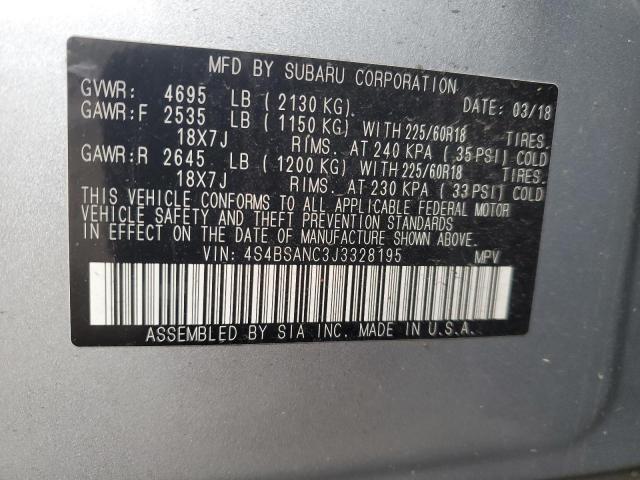 MFD BY SUBARU CORPORATION
GVWR: 4695 LB ( 2130 KG) DATE: 03/18
GAWR:F 2535 LB ( 1150 KG) WITH 225/60R18 TIRES.
18X7J RIMS. AT 240 KPA ( 35 PSI) COLD
GAWR:R 2645 LB ( 1200 KG) WITH 225/60R18 TIRES.
18X7J RIMS. AT 230 KPA ( 33 PSI) COLD
THIS VEHICLE CONFORMS TO ALL APPLICABLE FEDERAL MOTOR
VEHICLE SAFETY AND THEFT PREVENTION STANDARDS
IN EFFECT ON THE DATE OF MANUFACTURE SHOWN ABOVE.
VIN: 4S4BSANC3J3328195 MPV
ASSEMBLED BY SIA INC. MADE IN U.S.A.